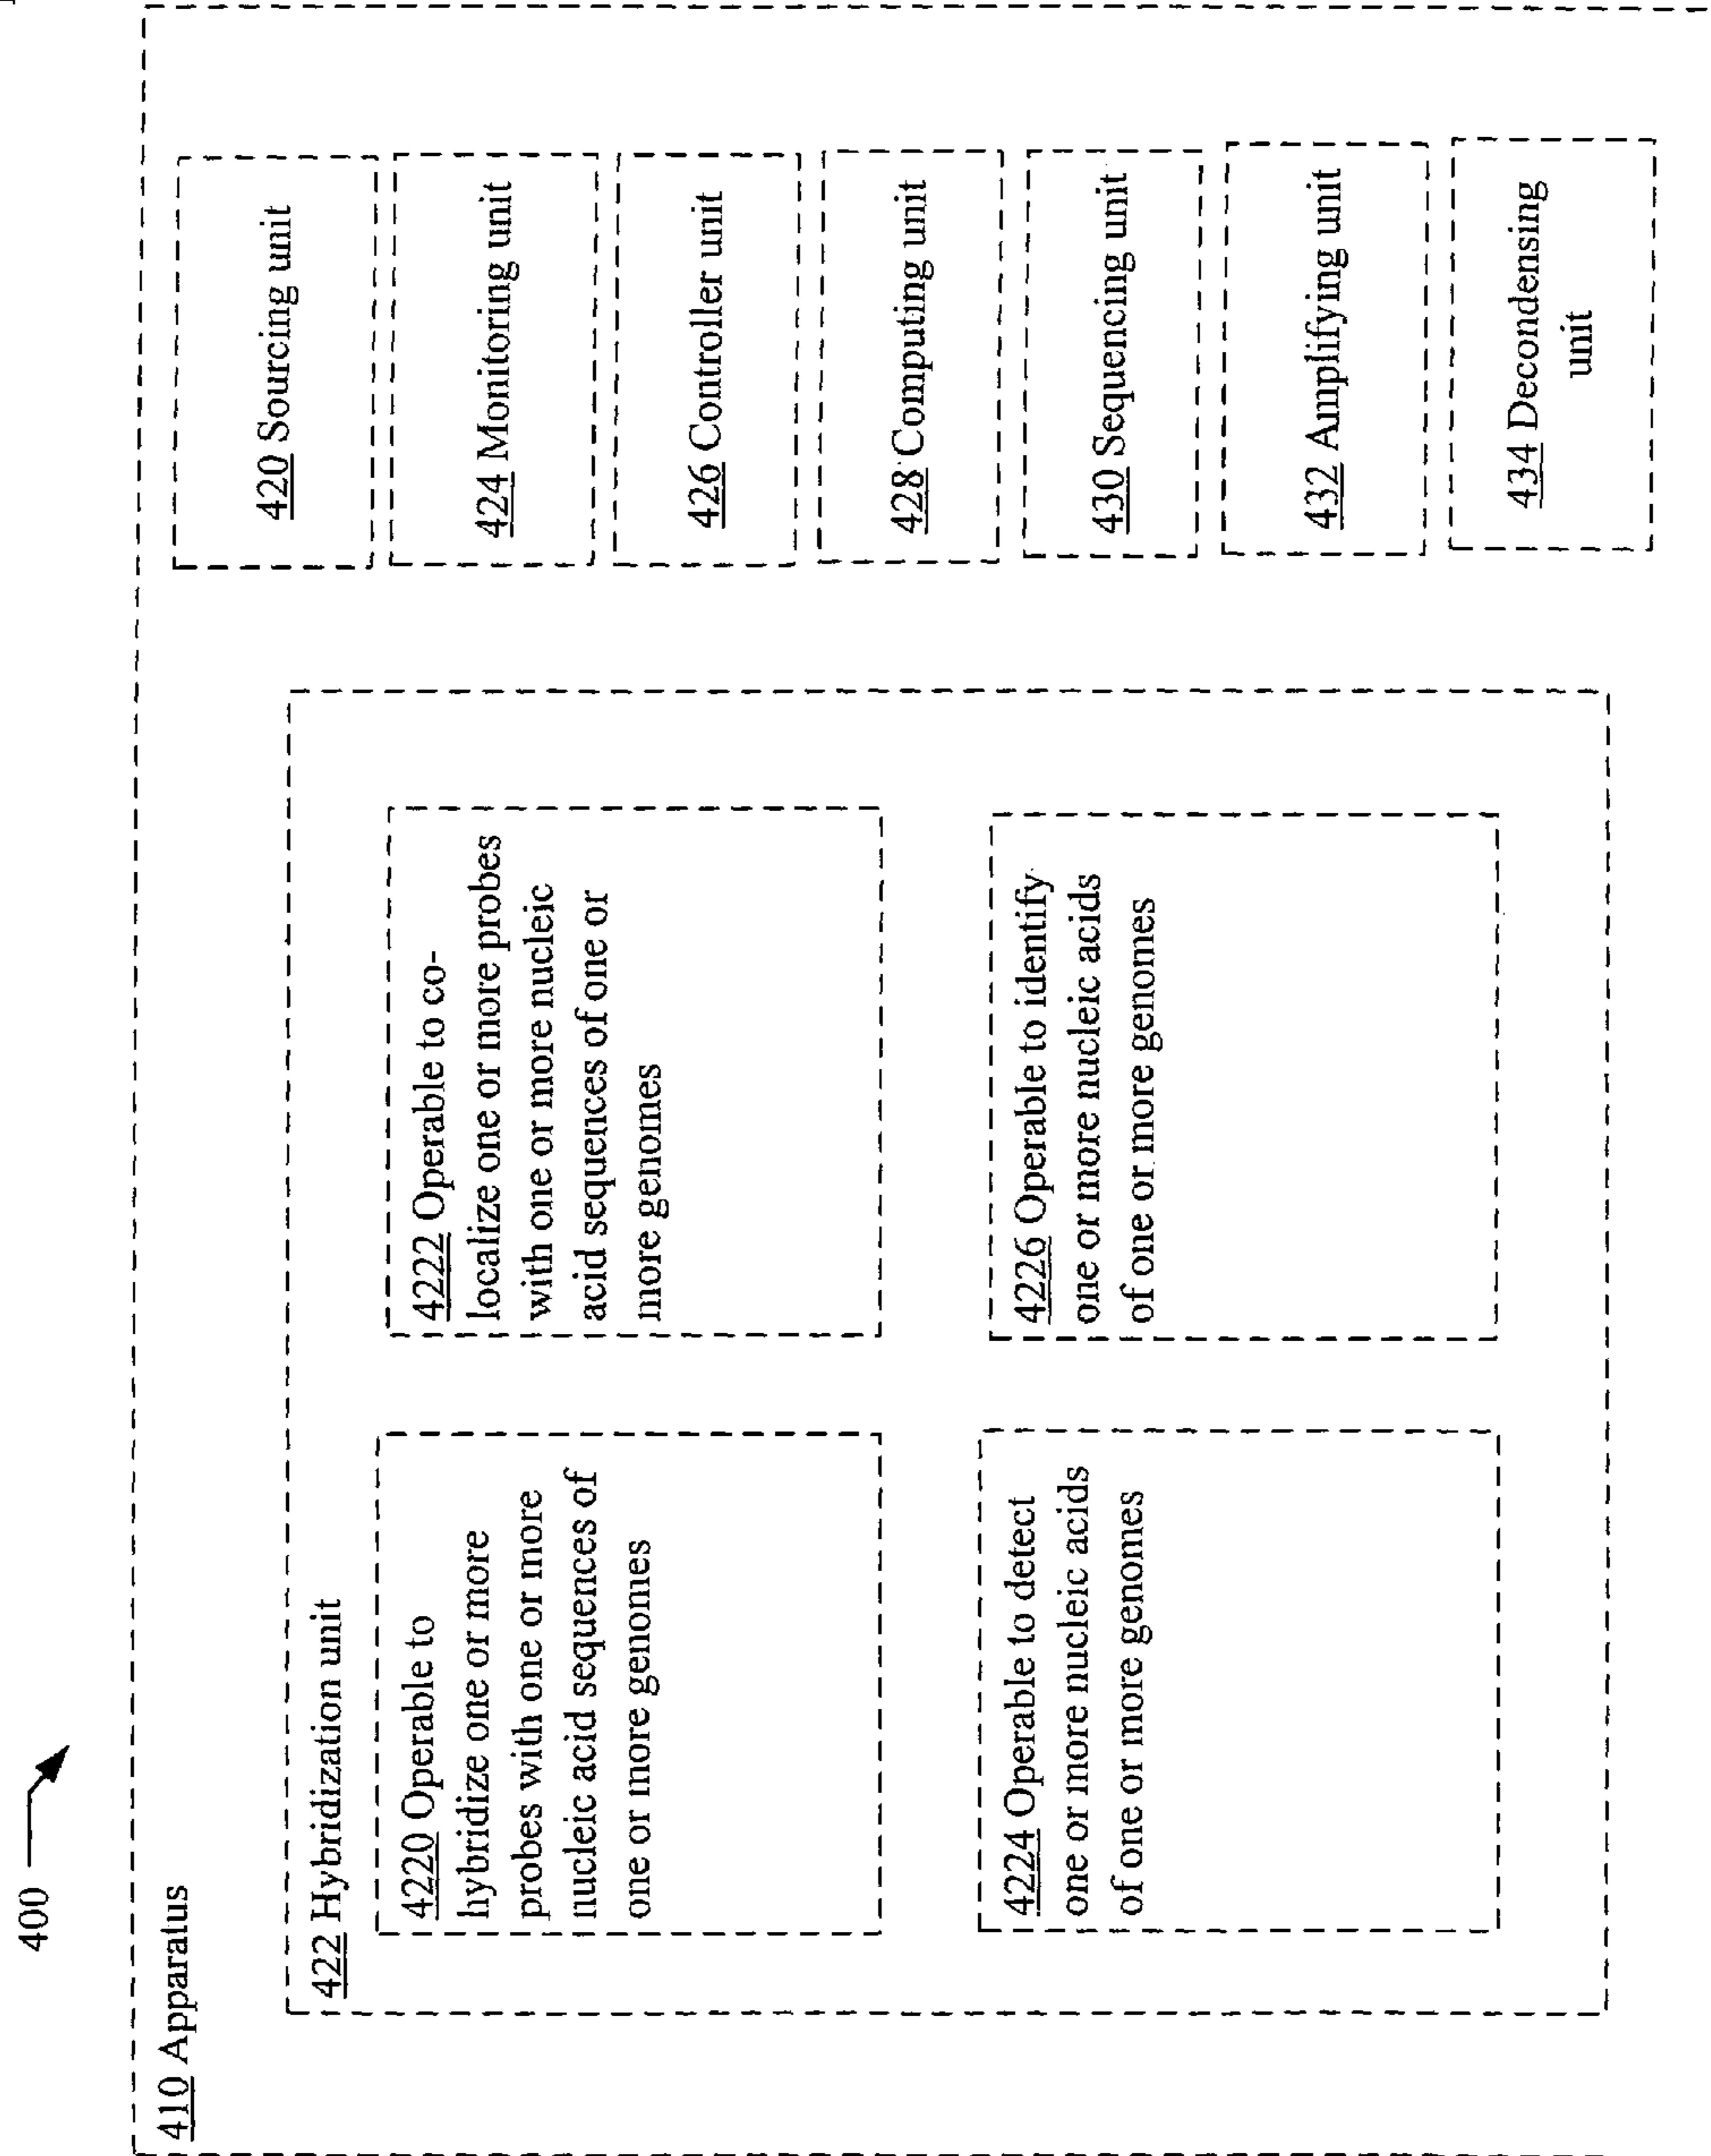 400
410 Apparatus
422 Hybridization unit
4220 Operable to
hybridize one or more
probes with one or more
nucleic acid sequences of
one or more genomes
4222 Operable to co-
localize one or more probes
with one or more nucleic
acid sequences of one or
more genomes
4224 Operable to detect
one or more nucleic acids
of one or more genomes
4226 Operable to identify
one or more nucleic acids
of one or more genomes
420 Sourcing unit
424 Monitoring unit
426 Controller unit
428 Computing unit
430 Sequencing unit
432 Amplifying unit
434 Decondensing
unit